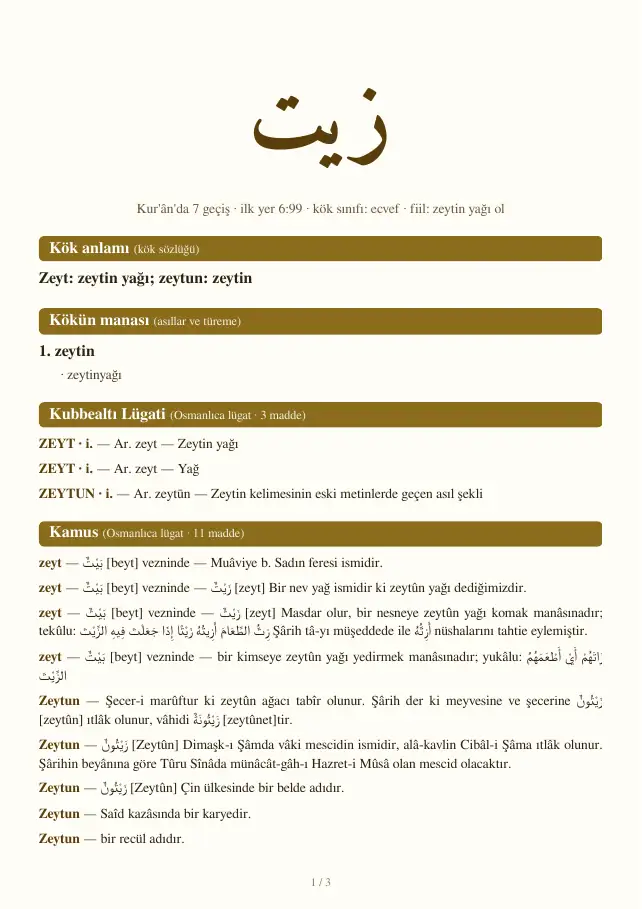 زيت
Kur'ân'da 7 geçiş · ilk yer 6:99 · kök sınıfı: ecvef · fiil: zeytin yağı ol
Kök anlamı (kök sözlüğü)
Zeyt: zeytin yağı; zeytun: zeytin
Kökün manası (asıllar ve türeme)
1. zeytin
· zeytinyağı
Kubbealtı Lügati (Osmanlıca lügat · 3 madde)
ZEYT · i. — Ar. zeyt — Zeytin yağı
ZEYT · i. — Ar. zeyt — Yağ
ZEYTUN · i. — Ar. zeytūn — Zeytin kelimesinin eski metinlerde geçen asıl şekli
Kamus (Osmanlıca lügat · 11 madde)
zeyt — بَيْتٌ [beyt] vezninde — Muâviye b. Sadın feresi ismidir.
zeyt — بَيْتٌ [beyt] vezninde — زَيْتٌ [zeyt] Bir nev yağ ismidir ki zeytûn yağı dediğimizdir.
zeyt — بَيْتٌ [beyt] vezninde — زَيْتٌ [zeyt] Masdar olur, bir nesneye zeytûn yağı komak manâsınadır;
tekûlu: زِتُّ الطَّعَامَ أَزِيتُهُ زَيْتًا إِذَا جَعَلْتَ فِيهِ الزَّيْتَ Şârih tâ-yı müşeddede ile أَزِتُّهُ nüshalarını tahtie eylemiştir.
zeyt — بَيْتٌ [beyt] vezninde — bir kimseye zeytûn yağı yedirmek manâsınadır; yukâlu: زَاتَهُمْ أَيْ أَطْعَمَهُمُ
الزَّيْتَ
Zeytun — Şecer-i marûftur ki zeytûn ağacı tabîr olunur. Şârih der ki meyvesine ve şecerine زَيْتُونٌ
[zeytûn] ıtlâk olunur, vâhidi زَيْتُونَةٌ [zeytûnet]tir.
Zeytun — زَيْتُونٌ [Zeytûn] Dimaşk-ı Şâmda vâki mescidin ismidir, alâ-kavlin Cibâl-i Şâma ıtlâk olunur.
Şârihin beyânına göre Tûru Sînâda münâcât-gâh-ı Hazret-i Mûsâ olan mescid olacaktır.
Zeytun — زَيْتُونٌ [Zeytûn] Çin ülkesinde bir belde adıdır.
Zeytun — Saîd kazâsında bir karyedir.
Zeytun — bir recül adıdır.
1 / 3